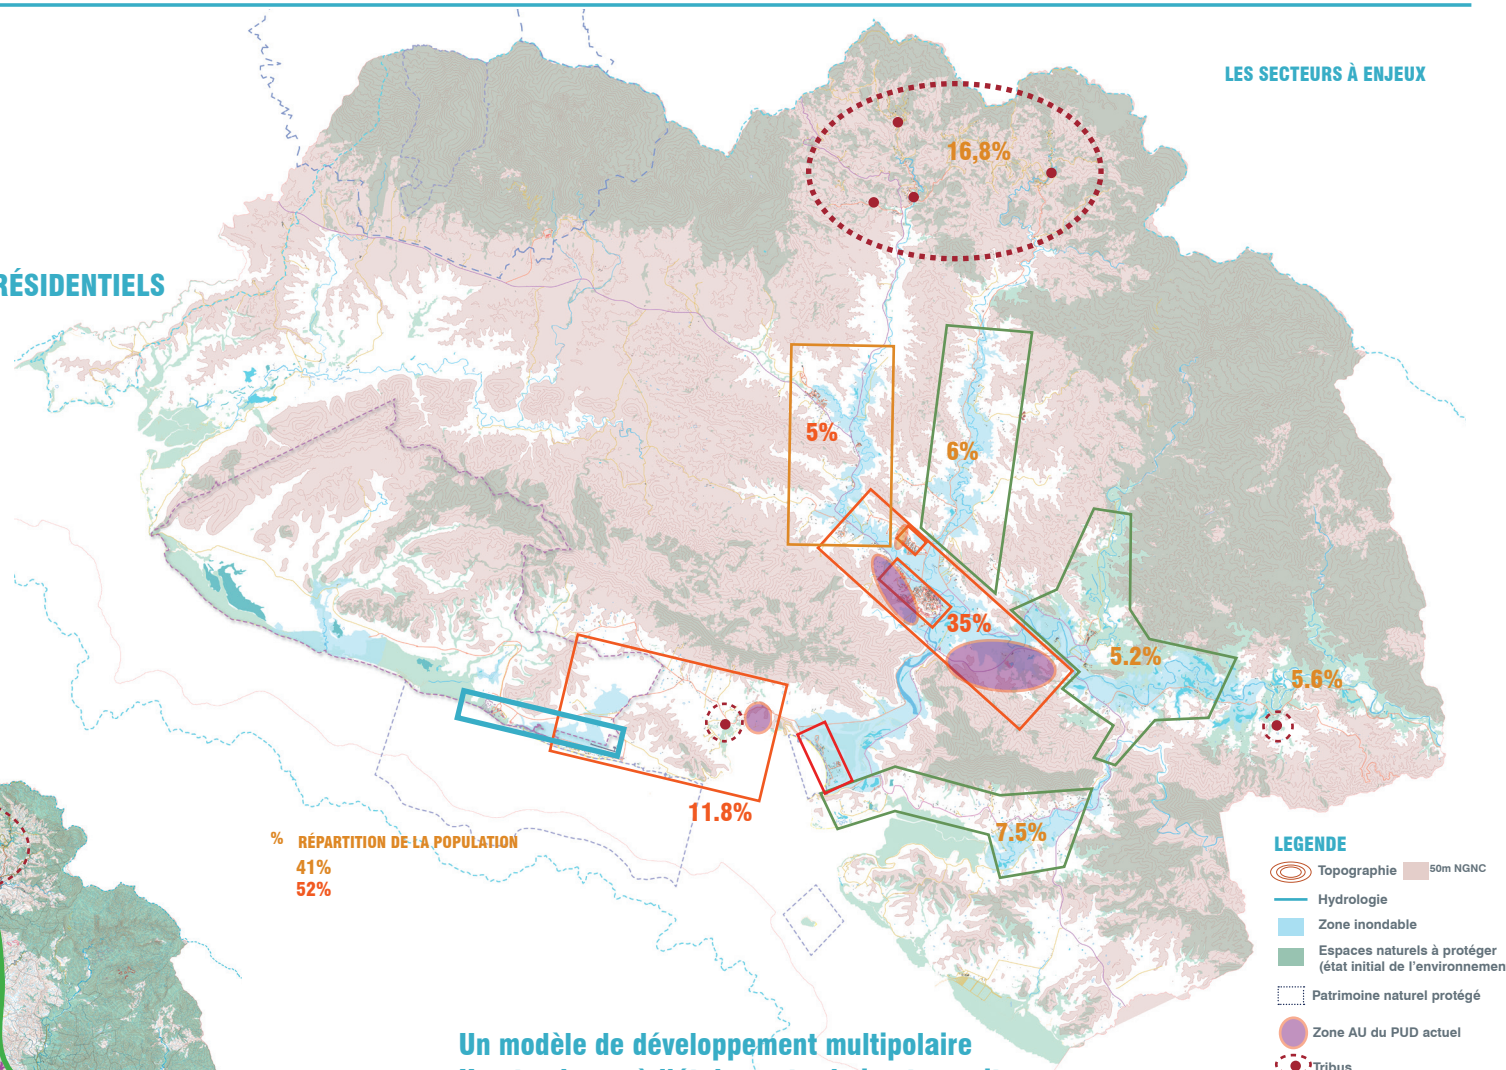 LES SECTEURS À ENJEUX
16,8%
RÉSIDENTIELS
5%
6%
35%
5.2%
5.6%
11.8%
7.5%
% RÉPARTITION DE LA POPULATION
41%
52%
LEGENDE
Topographie 50m NGNC
Hydrologie
Zone inondable
Espaces naturels à protéger
(état initial de l'environnemen
Patrimoine naturel protégé
Zone AU du PUD actuel
Tribus
Un modèle de développement multipolaire